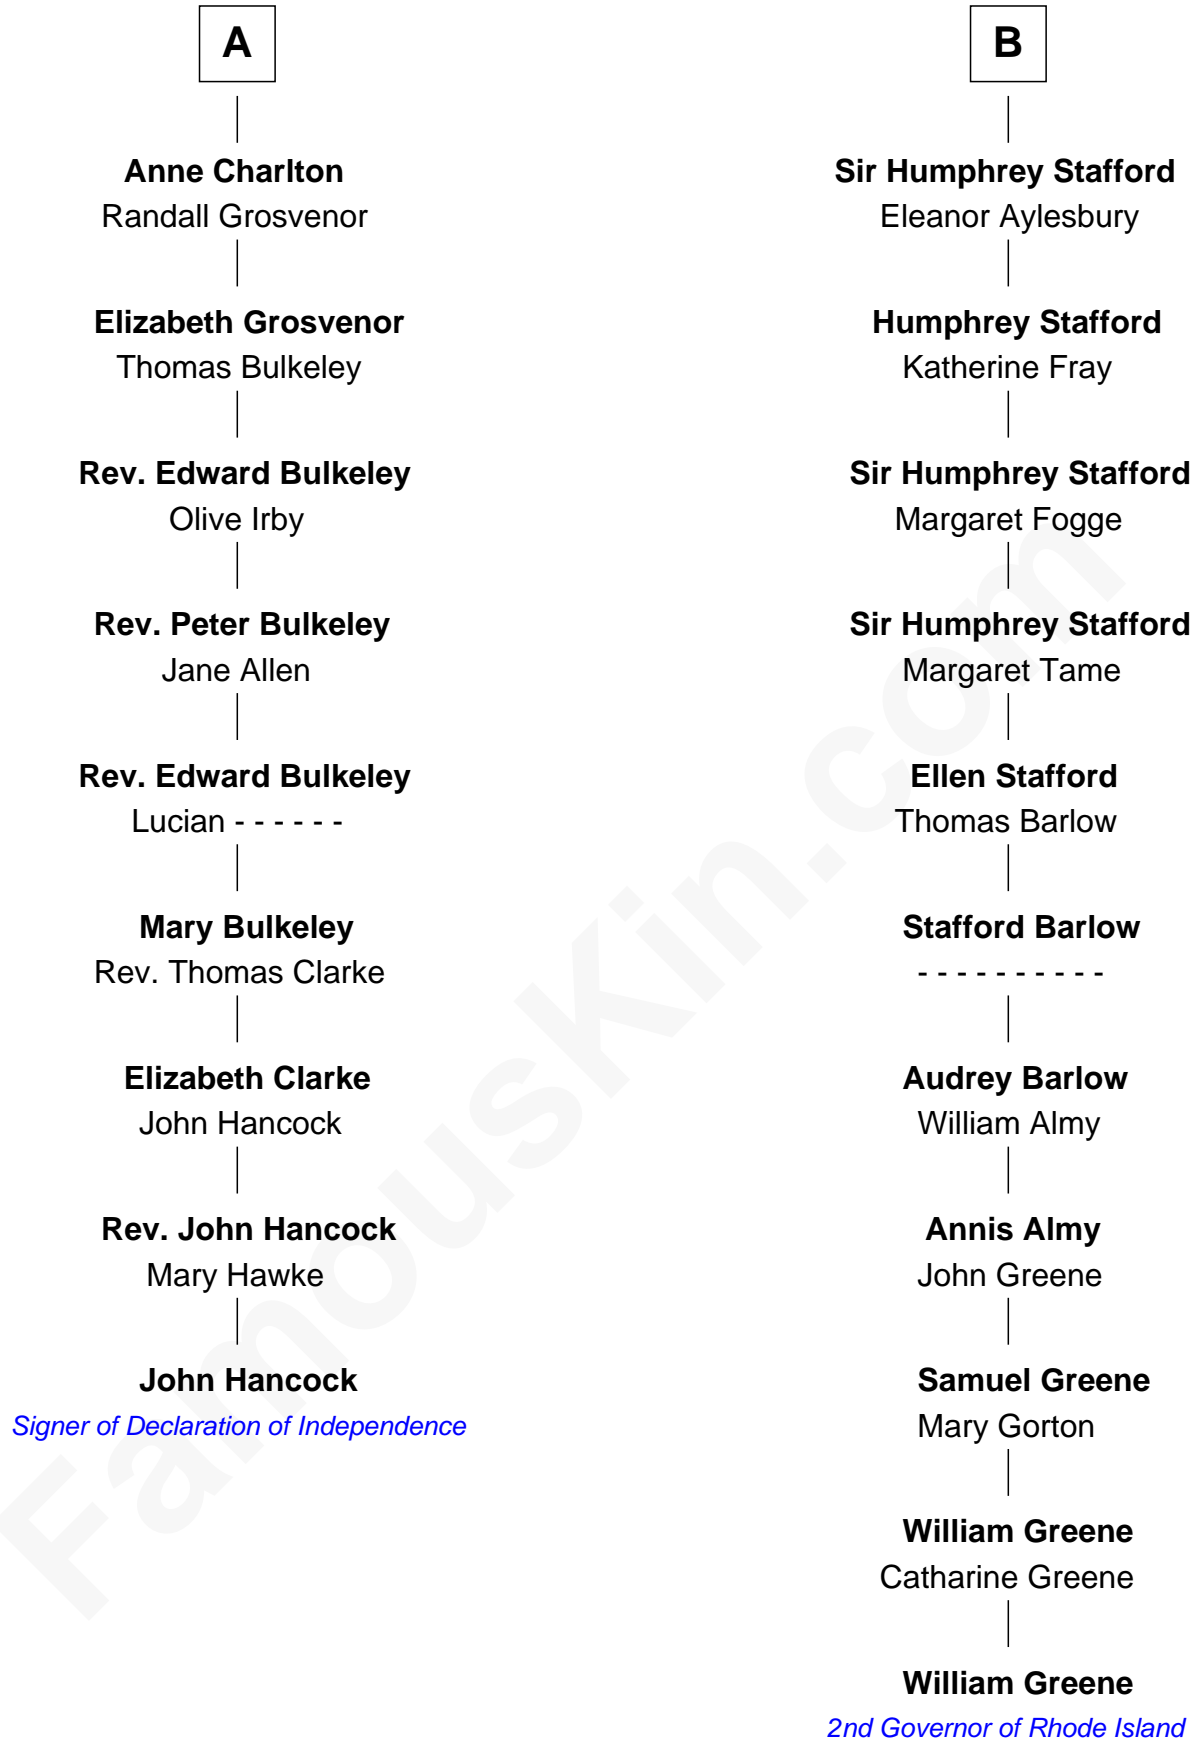 A
Anne Charlton
Randall Grosvenor
Elizabeth Grosvenor
Thomas Bulkeley
Rev. Edward Bulkeley
Olive Irby
Rev. Peter Bulkeley
Jane Allen
Rev. Edward Bulkeley
Lucian - - - - - -
Mary Bulkeley
Rev. Thomas Clarke
Elizabeth Clarke
John Hancock
Rev. John Hancock
Mary Hawke
John Hancock
Signer of Declaration of Independence
B
Sir Humphrey Stafford
Eleanor Aylesbury
Humphrey Stafford
Katherine Fray
Sir Humphrey Stafford
Margaret Fogge
Sir Humphrey Stafford
Margaret Tame
Ellen Stafford
Thomas Barlow
Stafford Barlow
- - - - - - - - - -
Audrey Barlow
William Almy
Annis Almy
John Greene
Samuel Greene
Mary Gorton
William Greene
Catharine Greene
William Greene
2nd Governor of Rhode Island
FamousKin.com